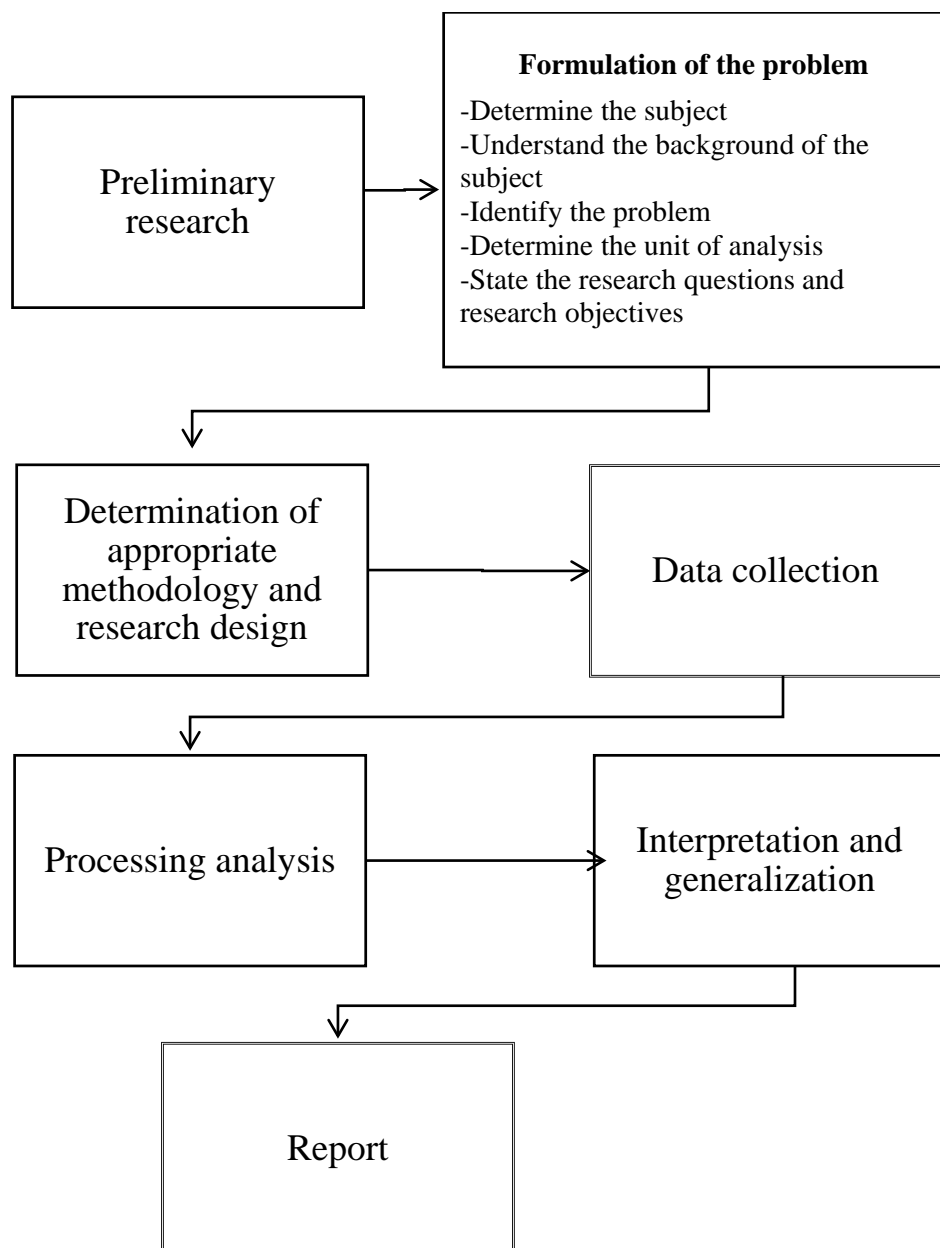 Preliminary
research
Formulation of the problem
-Determine the subject
-Understand the background of the
subject
-Identify the problem
-Determine the unit of analysis
-State the research questions and
research objectives
Determination of
appropriate
methodology and
research design
Data collection
Processing analysis
Interpretation and
generalization
Report